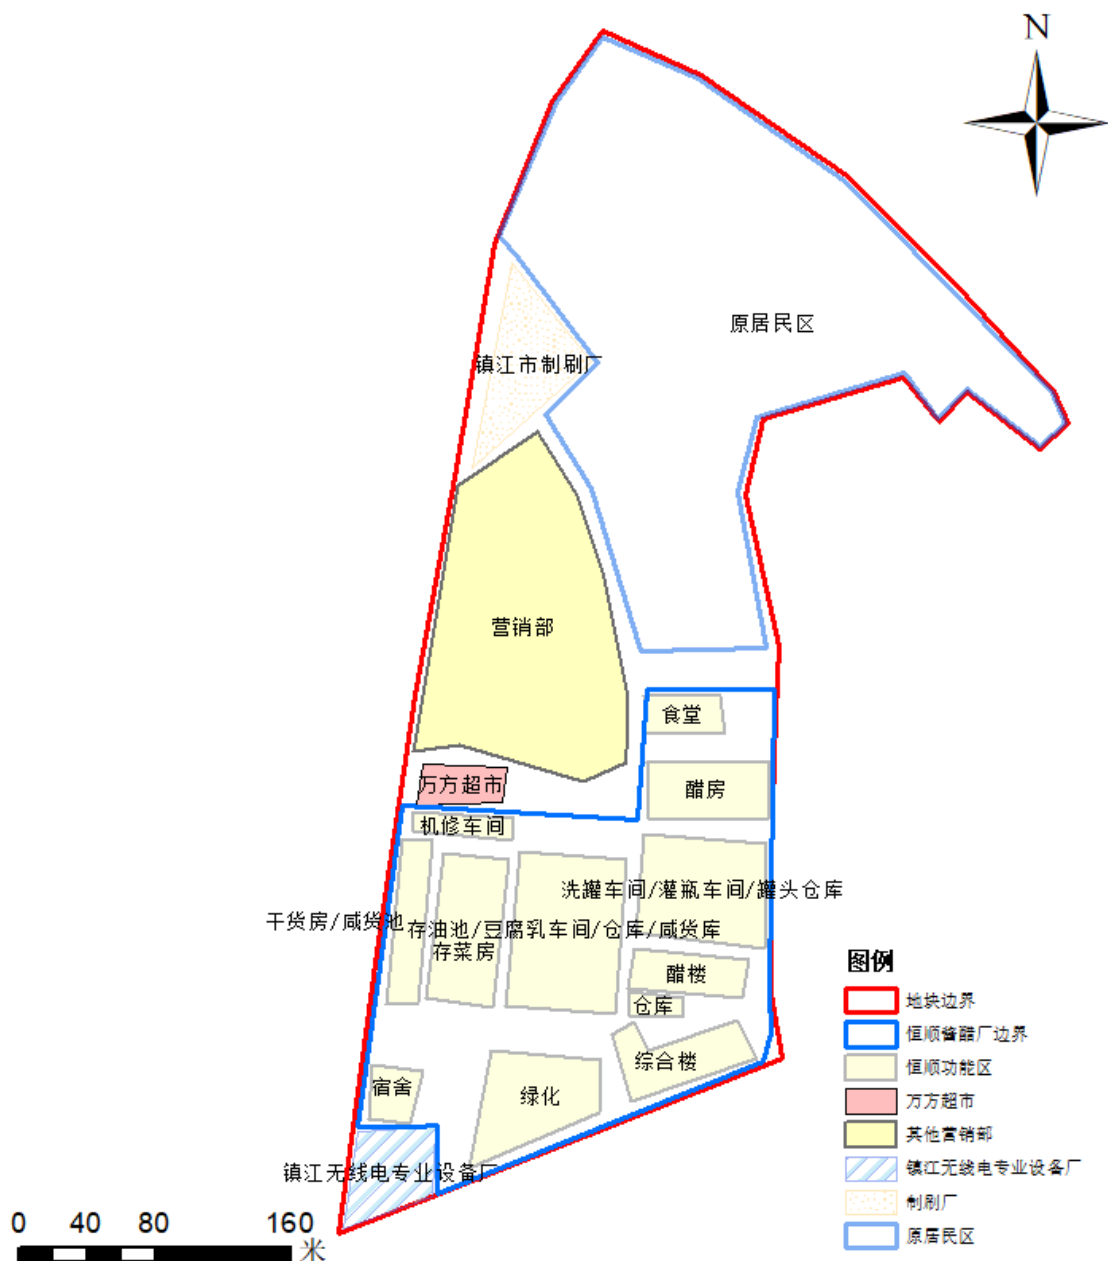 N
原居民区
镇江市制刷厂
营销部
食堂
万方超市
醋房
机修车间
洗罐车间/灌瓶车间/罐头仓库
干货房/咸货池
存油池/豆腐乳车间/仓库/咸货库
存菜房
醋楼
仓库
综合楼
宿舍
绿化
镇江无线电专业设备厂
图例
地块边界
恒顺酱醋厂边界
恒顺功能区
万方超市
其他营销部
镇江无线电专业设备厂
制刷厂
原居民区
0 40 80 160
米